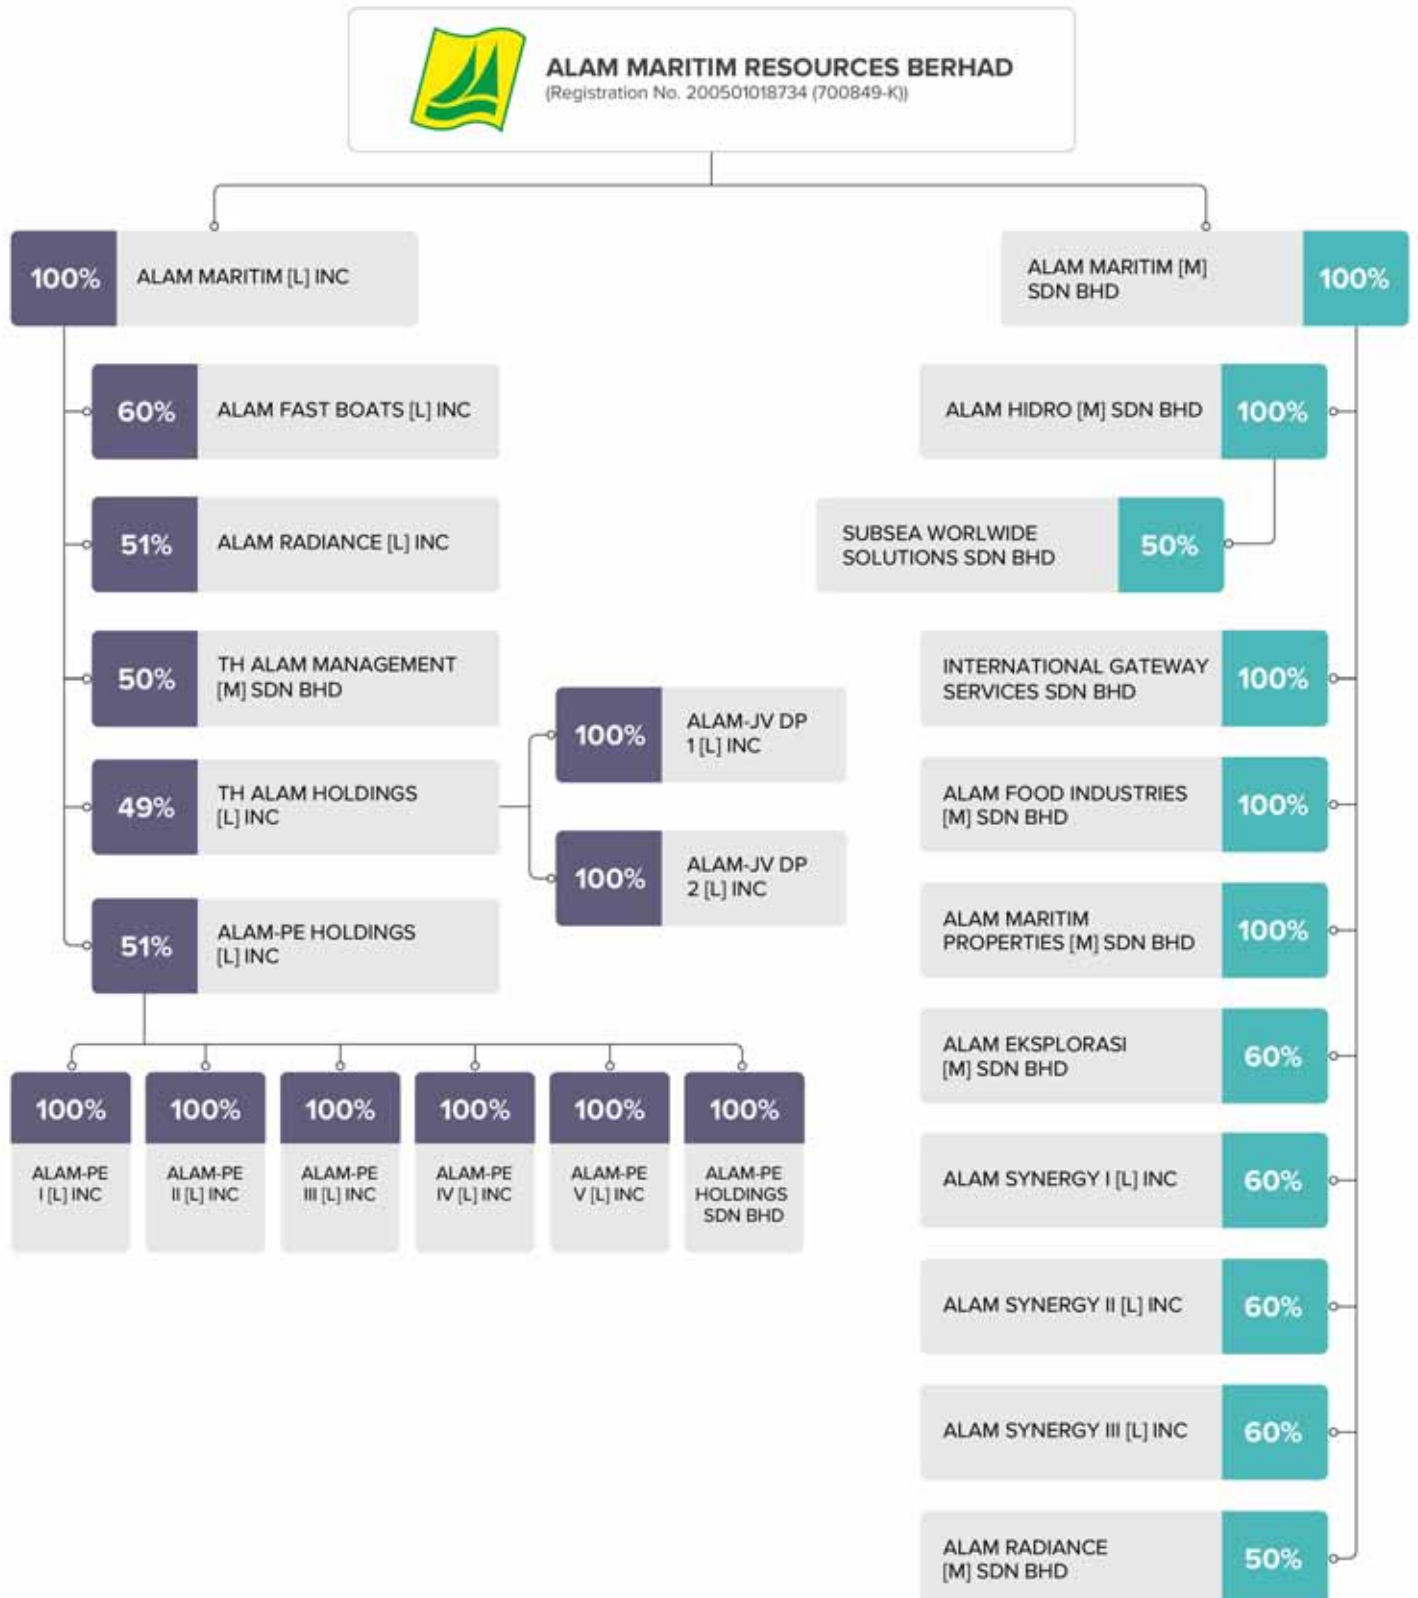 ALAM MARITIM RESOURCES BERHAD
(Registration No. 200501018734 (700849-K))
100%
ALAM MARITIM [L] INC
60%
ALAM FAST BOATS [L] INC
51%
ALAM RADIANCE [L] INC
50%
TH ALAM MANAGEMENT
[M] SDN BHD
49%
TH ALAM HOLDINGS
[L] INC
100%
ALAM-JV DP
1 [L] INC
100%
ALAM-JV DP
2 [L] INC
51%
ALAM-PE HOLDINGS
[L] INC
100%
ALAM-PE
I [L] INC
100%
ALAM-PE
II [L] INC
100%
ALAM-PE
III [L] INC
100%
ALAM-PE
IV [L] INC
100%
ALAM-PE
V [L] INC
100%
ALAM-PE
HOLDINGS
SDN BHD
ALAM MARITIM [M]
SDN BHD
100%
ALAM HIDRO [M] SDN BHD
100%
SUBSEA WORLWIDE
SOLUTIONS SDN BHD
50%
INTERNATIONAL GATEWAY
SERVICES SDN BHD
100%
ALAM FOOD INDUSTRIES
[M] SDN BHD
100%
ALAM MARITIM
PROPERTIES [M] SDN BHD
100%
ALAM EKSPLORASI
[M] SDN BHD
60%
ALAM SYNERGY I [L] INC
60%
ALAM SYNERGY II [L] INC
60%
ALAM SYNERGY III [L] INC
60%
ALAM RADIANCE
[M] SDN BHD
50%